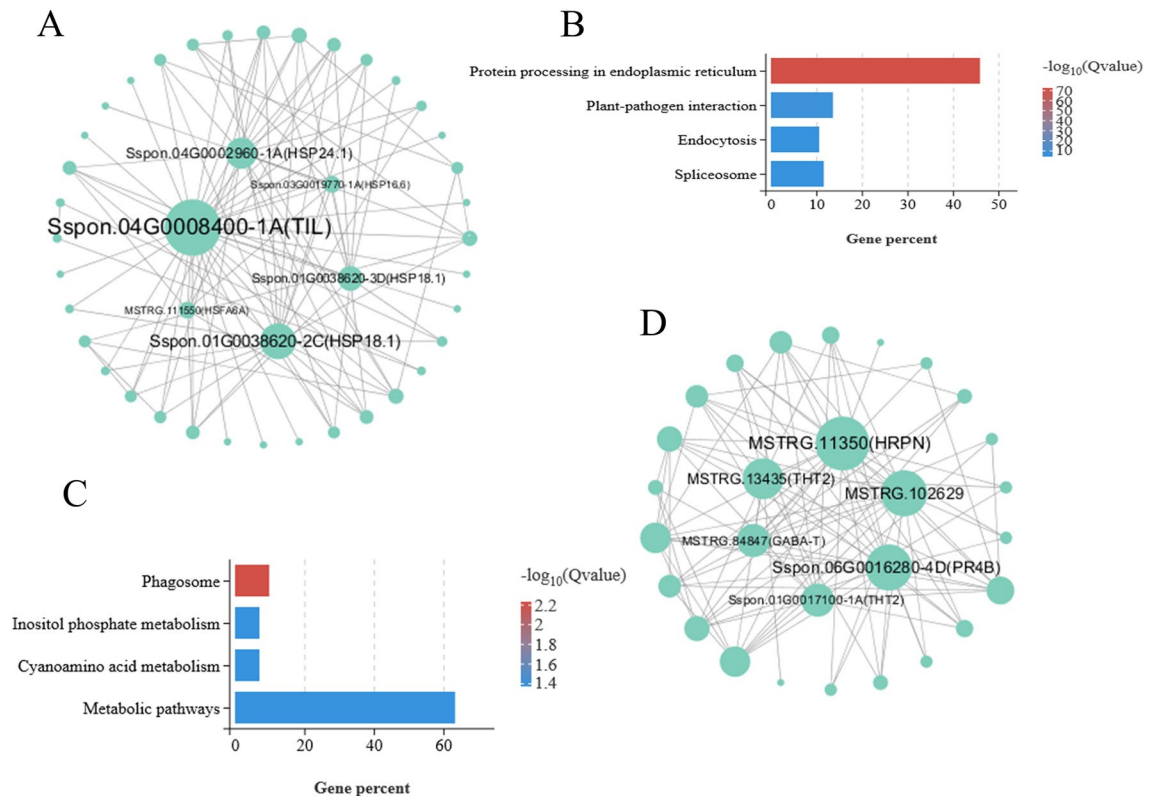 A
Sspon.04G0002960-1A(HSP24.1)
Sspon.03G0019770-1A(HSP16.6)
Sspon.04G0008400-1A(TIL)
Sspon.01G0038620-3D(HSP18.1)
MSTRG.111550(HSFA6A)
Sspon.01G0038620-2C(HSP18.1)
B
Protein processing in endoplasmic reticulum
Plant-pathogen interaction
Endocytosis
Spliceosome
0 10 20 30 40 50
Gene percent
-log10(Qvalue)
70
60
50
40
30
20
10
C
Phagosome
Inositol phosphate metabolism
Cyanoamino acid metabolism
Metabolic pathways
0 20 40 60
Gene percent
-log10(Qvalue)
2.2
2
1.8
1.6
1.4
D
MSTRG.11350(HRPN)
MSTRG.13435(THT2)
MSTRG.102629
MSTRG.84847(GABA-T)
Sspon.06G0016280-4D(PR4B)
Sspon.01G0017100-1A(THT2)